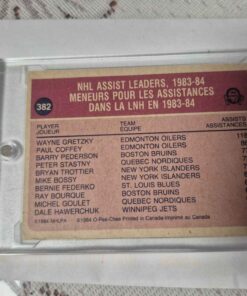 382
NHL ASSIST LEADERS, 1983-84
MENEURS POUR LES ASSISTANCES
DANS LA LNH EN 1983-84
PLAYER TEAM ASSISTS
JOUEUR ÉQUIPE ASSISTANCES
WAYNE GRETZKY EDMONTON OILERS
PAUL COFFEY EDMONTON OILERS
BARRY PEDERSON BOSTON BRUINS
PETER STASTNY QUEBEC NORDIQUES
BRYAN TROTTIER NEW YORK ISLANDERS
MIKE BOSSY NEW YORK ISLANDERS
BERNIE FEDERKO ST. LOUIS BLUES
RAY BOURQUE BOSTON BRUINS
MICHEL GOULET QUEBEC NORDIQUES
DALE HAWERCHUK WINNIPEG JETS
©1984 NHLPA ©1984 O-Pee-Chee Printed in Canada-Imprimé au Canada